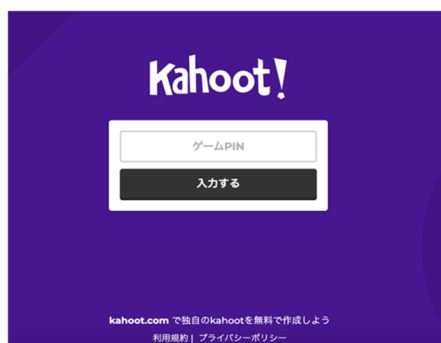 Kahoot!
ゲームPIN
入力する
kahoot.com で独自のkahootを無料で作成しよう
利用規約 | プライバシーポリシー